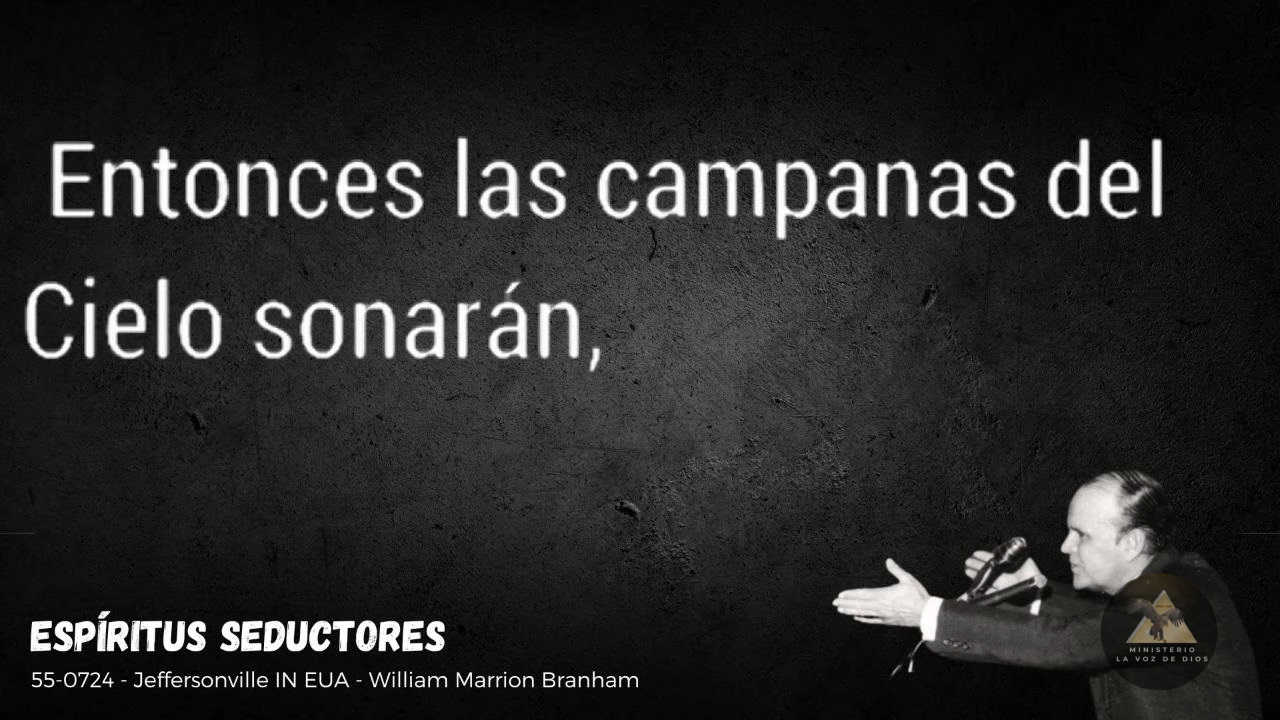 Entonces las campanas del
Cielo sonarán,
ESPÍRITUS SEDUCTORES
55-0724 - Jeffersonville IN EUA - William Marrion Branham
MINISTERIO
LA VOZ DE DIOS